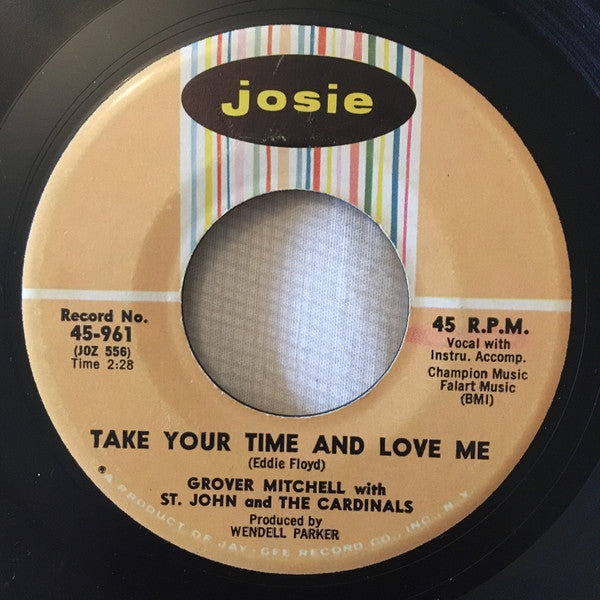 josie
Record No.
45-961
(JOZ 556)
Time 2:28
45 R.P.M.
Vocal with
Instru. Accomp.
Champion Music
Falart Music
(BMI)
TAKE YOUR TIME AND LOVE ME
(Eddie Floyd)
GROVER MITCHELL with
ST. JOHN and THE CARDINALS
Produced by
WENDELL PARKER
A PRODUCT OF JAY-GEE RECORD CO., INC., N.Y.